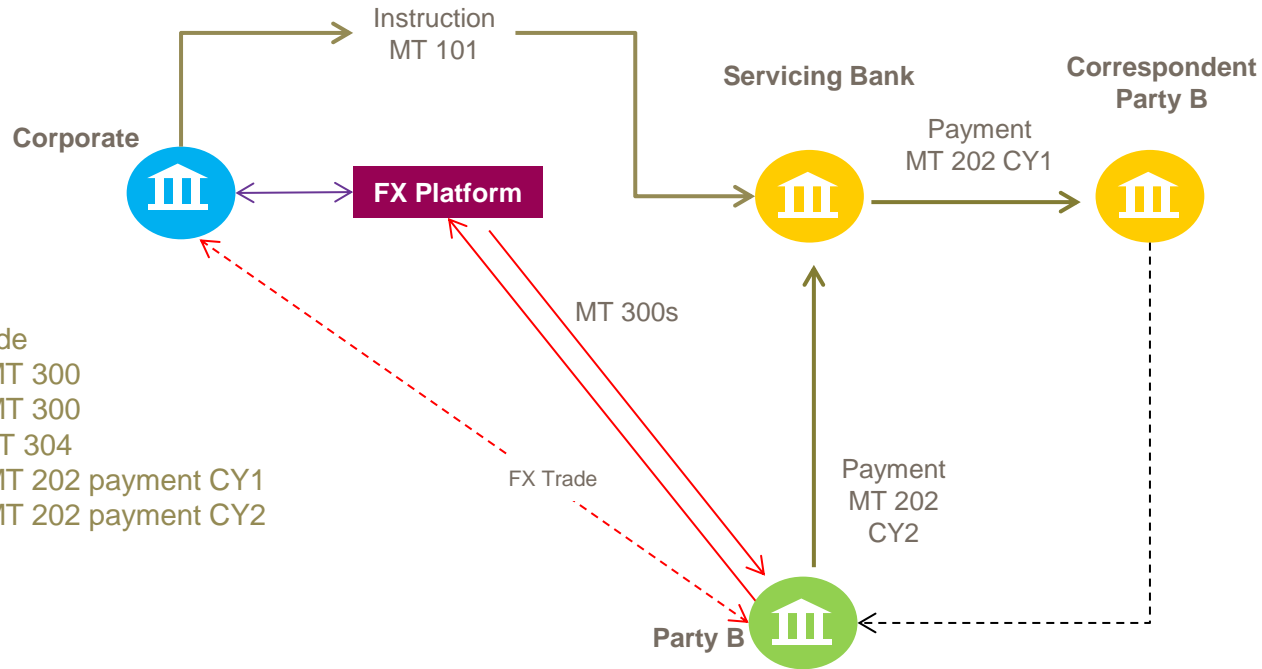 Instruction
MT 101
Servicing Bank
Correspondent
Party B
Corporate
Payment
MT 202 CY1
FX Platform
MT 300s
MT 300
MT 300
304
MT 202 payment CY1
MT 202 payment CY2
FX Trade
Payment
MT 202
CY2
Party B